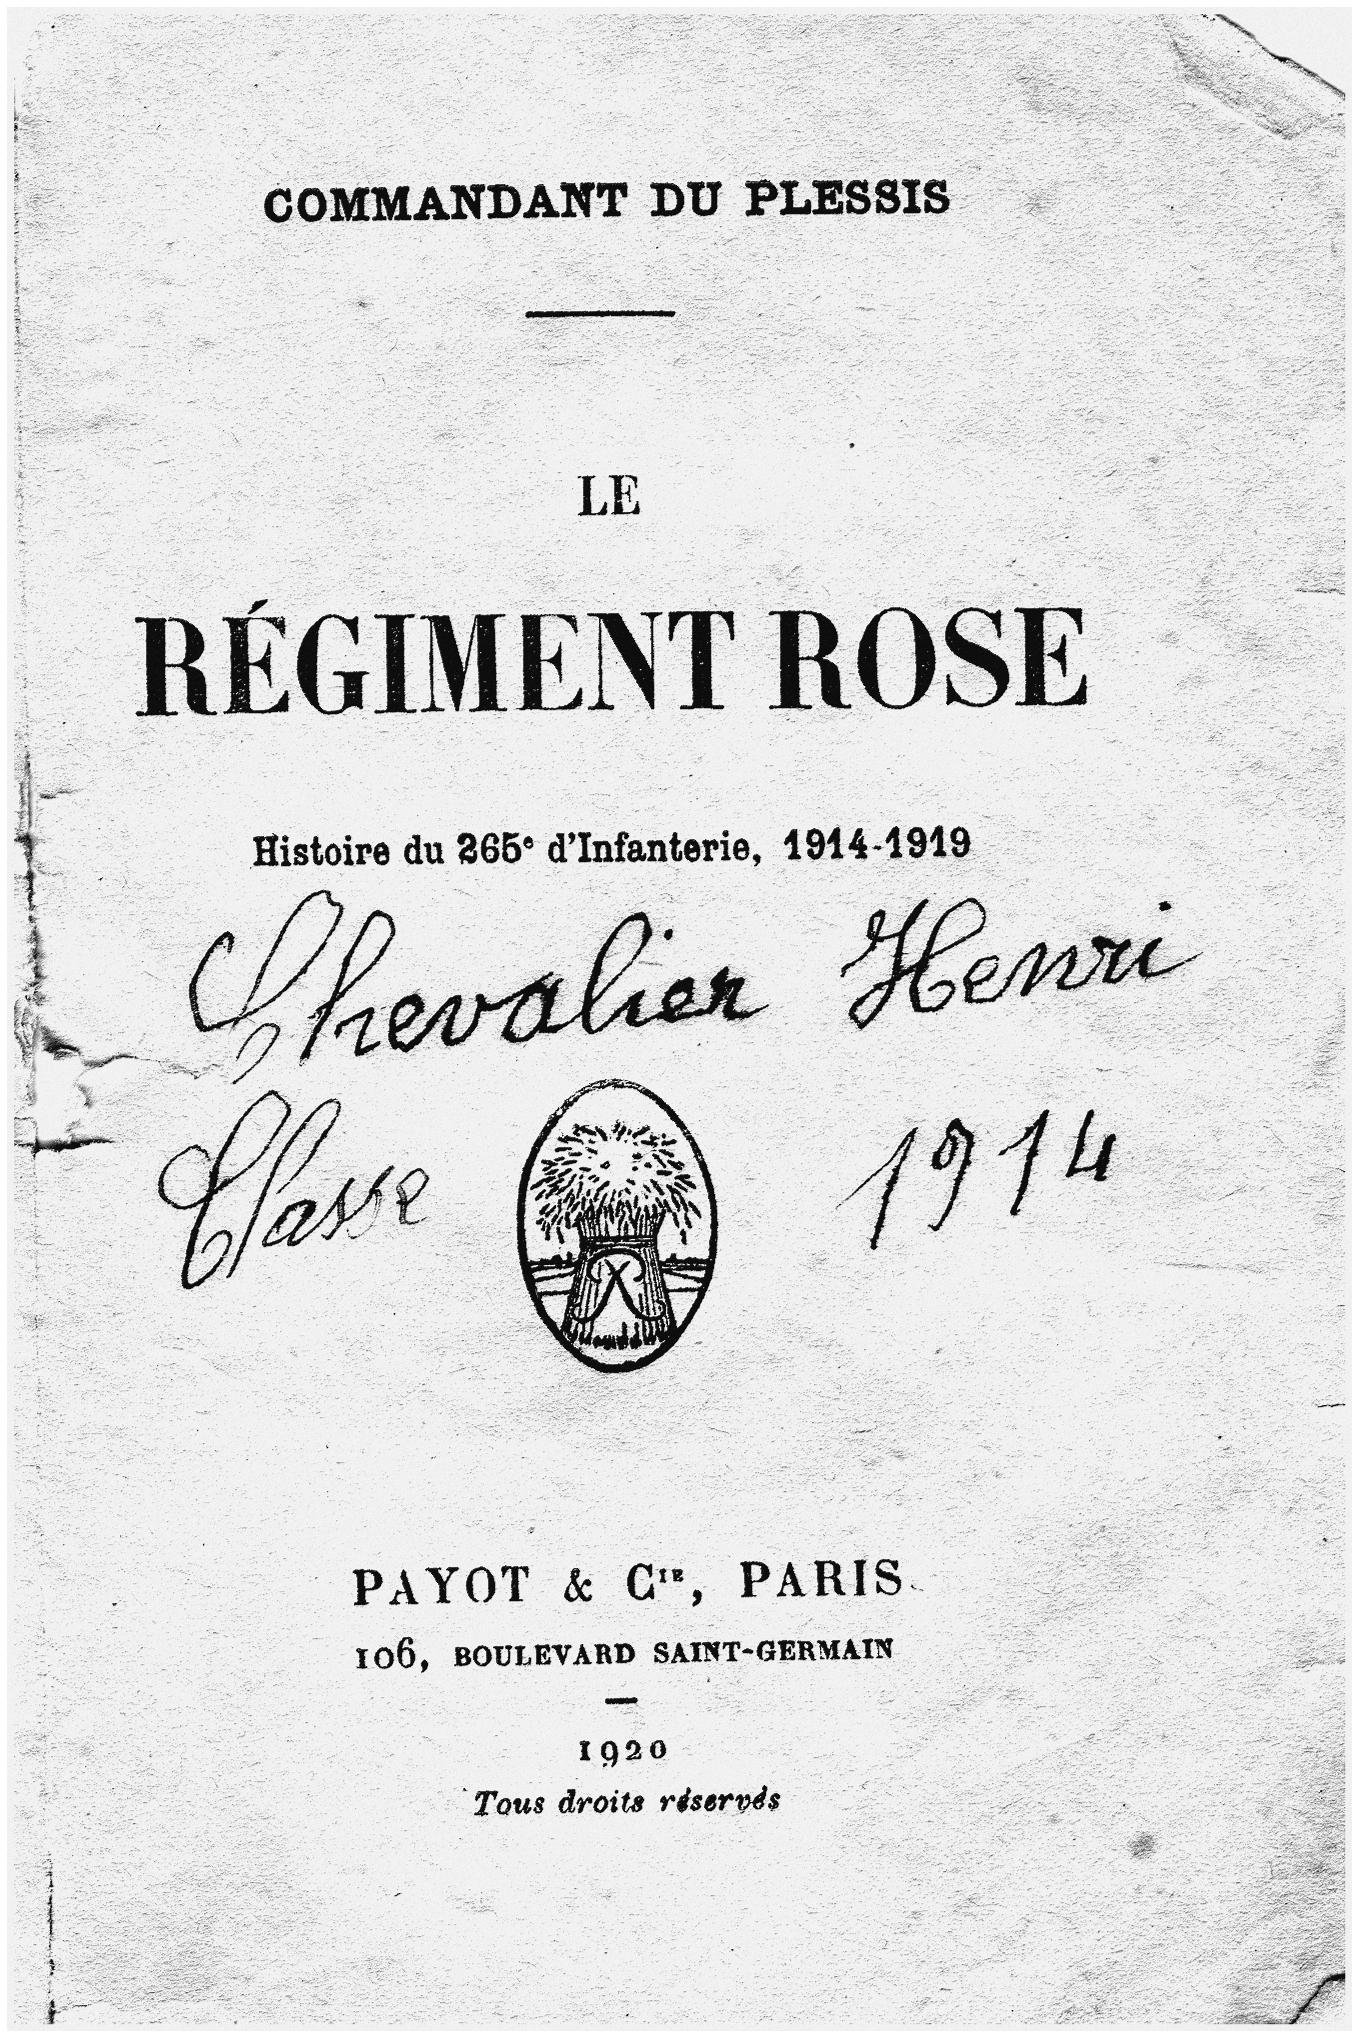 COMMANDANT DU PLESSIS
LE
RÉGIMENT ROSE
Histoire du 265e d'Infanterie, 1914-1919
Chevalier Henri
Classe 1914
PAYOT & CIE, PARIS
106, BOULEVARD SAINT-GERMAIN
1920
Tous droits réservés